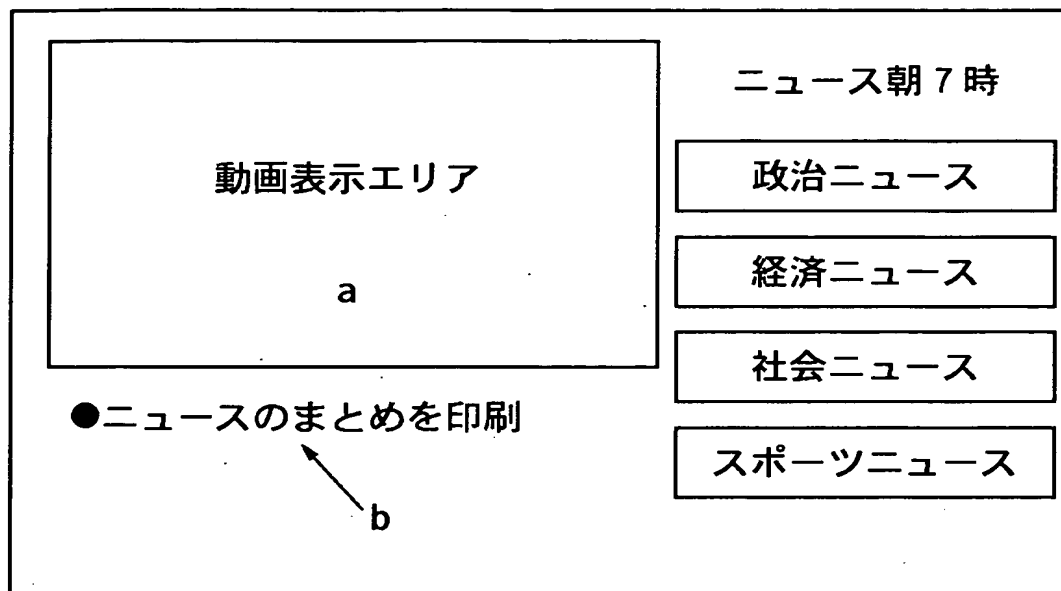 動画表示エリア
a
●ニュースのまとめを印刷
b
ニュース朝7時
政治ニュース
経済ニュース
社会ニュース
スポーツニュース